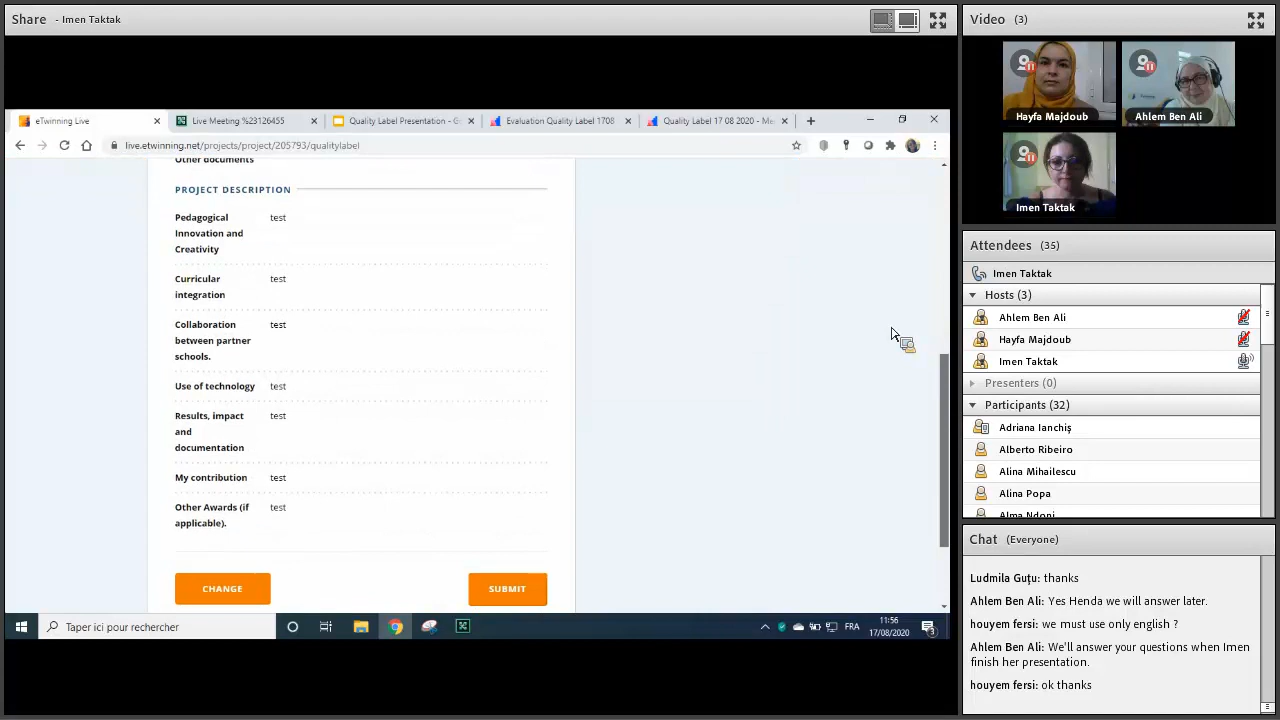 Share - Imen Taktak
eTwinning Live
Live Meeting %23126455
Quality Label Presentation - G
Evaluation Quality Label 1708
Quality Label 17 08 2020 - Me
live.etwinning.net/projects/project/205793/qualitylabel
Other documents
PROJECT DESCRIPTION
Pedagogical test
Innovation and
Creativity
Curricular test
integration
Collaboration test
between partner
schools.
Use of technology test
Results, impact test
and
documentation
My contribution test
Other Awards (if test
applicable).
CHANGE SUBMIT
Taper ici pour rechercher
FRA
11:56
17/08/2020
3
Video (3)
Hayfa Majdoub
Ahlem Ben Ali
Imen Taktak
Attendees (35)
Imen Taktak
Hosts (3)
Ahlem Ben Ali
Hayfa Majdoub
Imen Taktak
Presenters (0)
Participants (32)
Adriana Ianchiş
Alberto Ribeiro
Alina Mihailescu
Alina Popa
Alma Ndoni
Chat (Everyone)
Ludmila Guțu: thanks
Ahlem Ben Ali: Yes Henda we will answer later.
houyem fersi: we must use only english ?
Ahlem Ben Ali: We'll answer your questions when Imen
finish her presentation.
houyem fersi: ok thanks